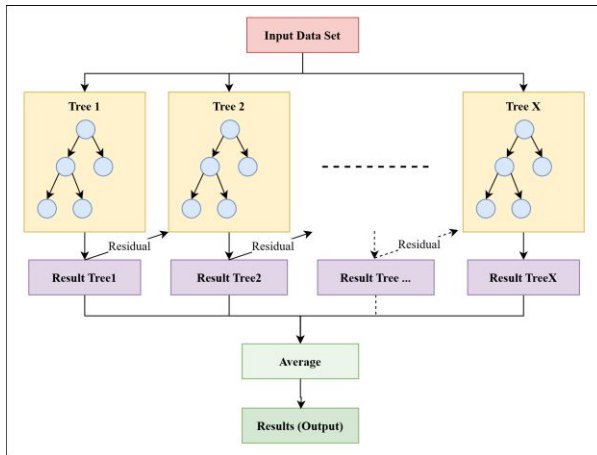 Input Data Set
Tree 1
Tree 2
Tree X
Residual
Residual
Residual
Result Tree1
Result Tree2
Result Tree ...
Result TreeX
Average
Results (Output)